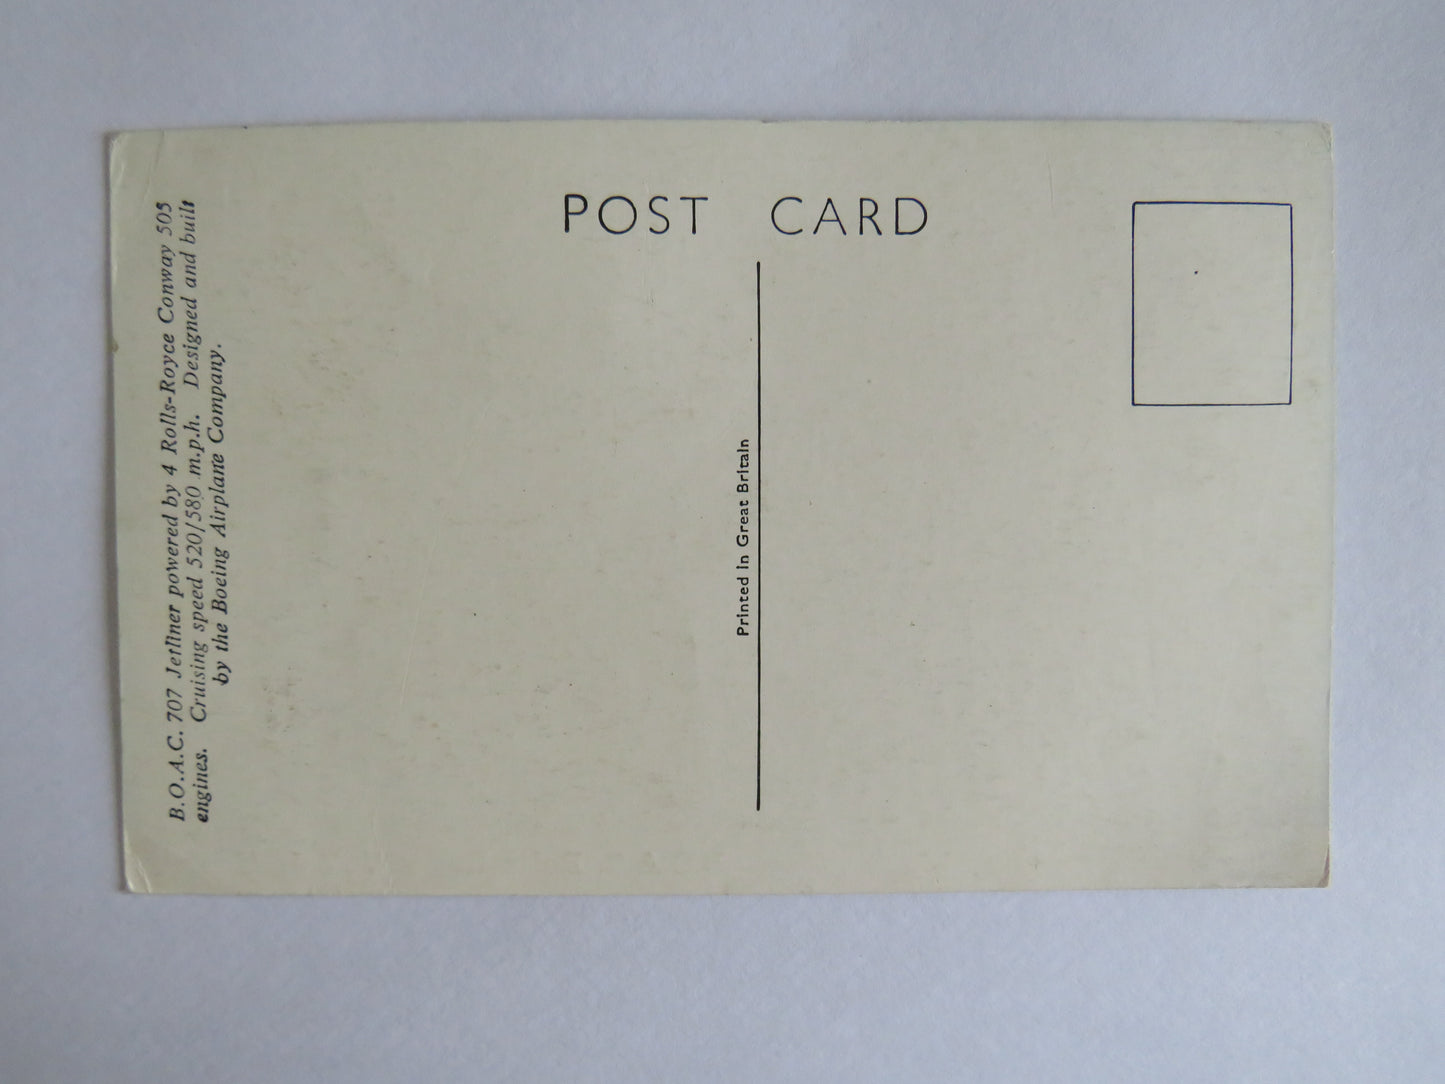 POST CARD
B.O.A.C. 707 Jetliner powered by 4 Rolls-Royce Conway 505
engines. Cruising speed 520/580 m.p.h. Designed and built
by the Boeing Airplane Company.
Printed in Great Britain